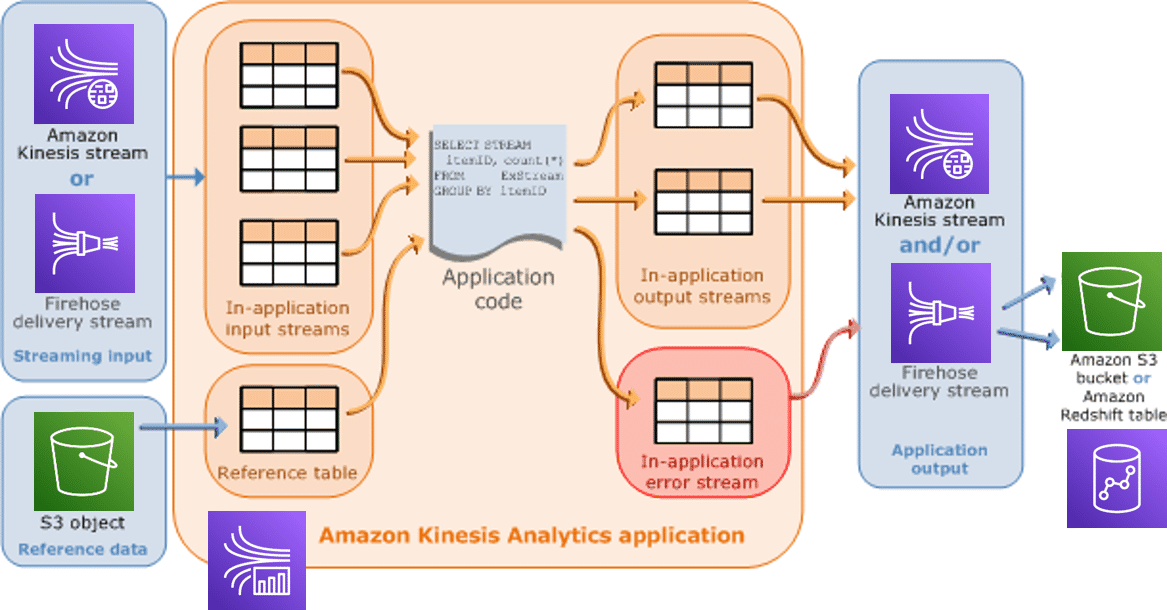 Amazon
Kinesis stream
or
Firehose
delivery stream
Streaming input
S3 object
Reference data
In-application
input streams
Reference table
SELECT STREAM
itemID, count(*)
FROM ExStream
GROUP BY itemID
Application
code
In-application
output streams
In-application
error stream
Amazon Kinesis Analytics application
Amazon
Kinesis stream
and/or
Firehose
delivery stream
Application
output
Amazon S3
bucket or
Amazon
Redshift table